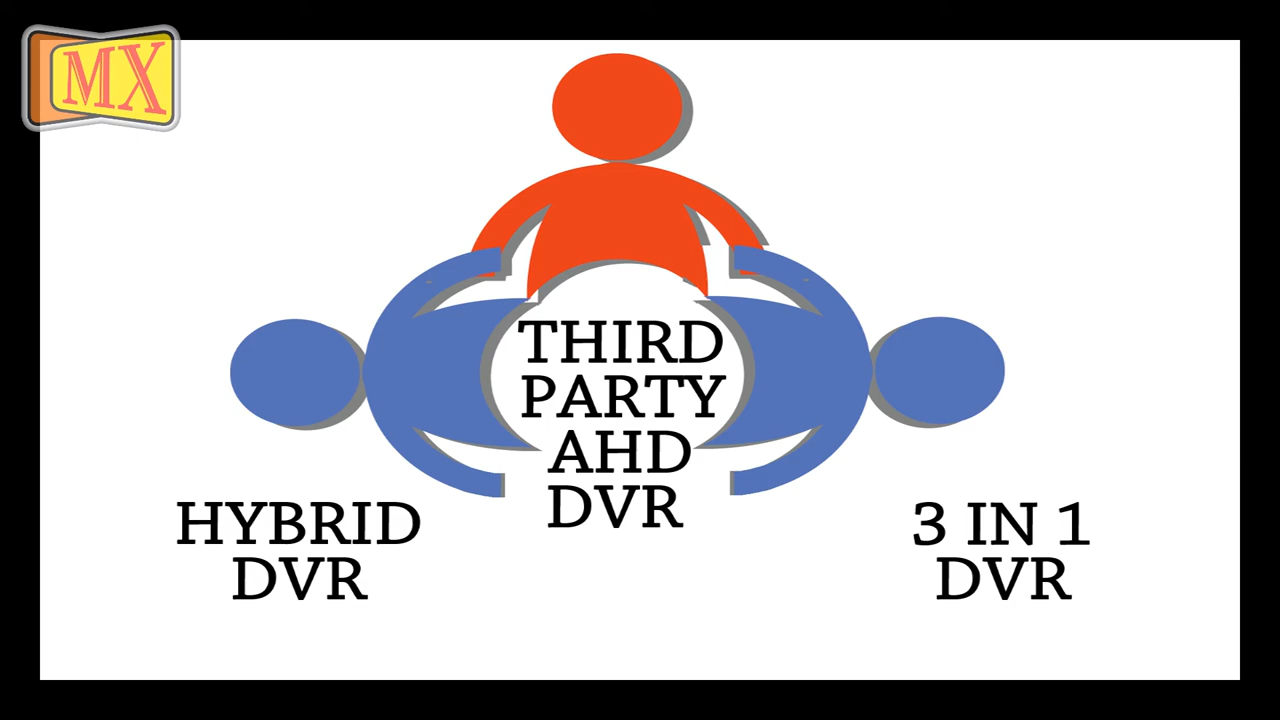 MX
THIRD
PARTY
AHD
DVR
HYBRID
DVR
3 IN 1
DVR